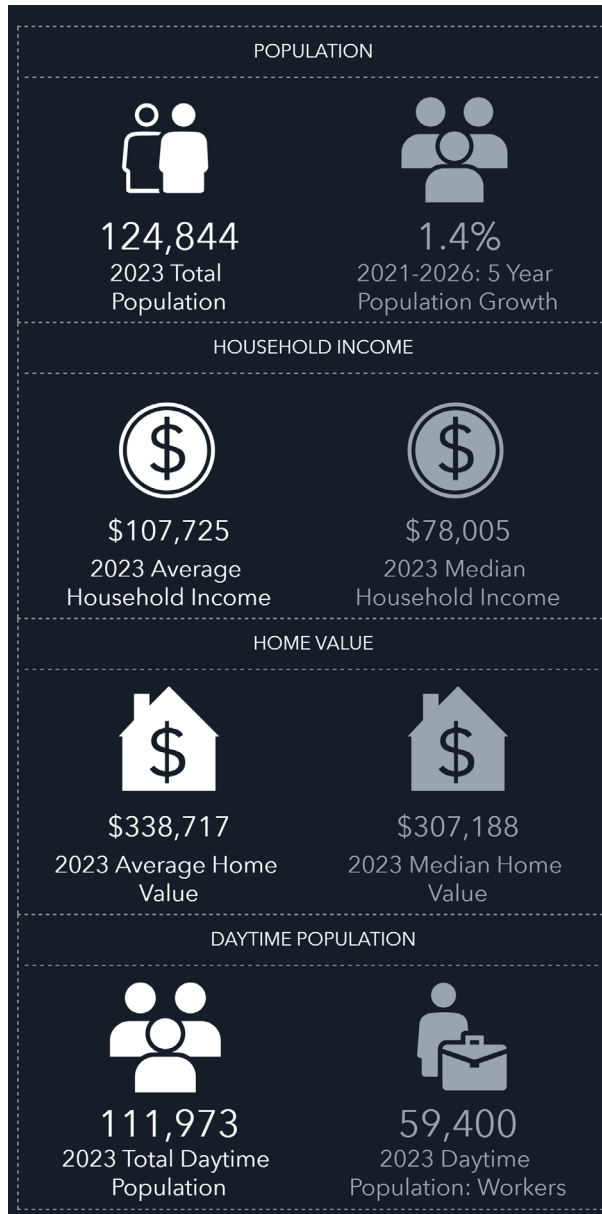 POPULATION
124,844
2023 Total
Population
1.4%
2021-2026: 5 Year
Population Growth
HOUSEHOLD INCOME
$
$107,725
2023 Average
Household Income
$
$78,005
2023 Median
Household Income
HOME VALUE
$
$338,717
2023 Average Home
Value
$
$307,188
2023 Median Home
Value
DAYTIME POPULATION
111,973
2023 Total Daytime
Population
59,400
2023 Daytime
Population: Workers